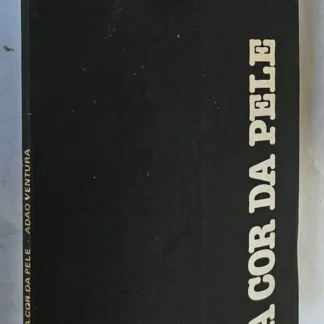 A COR DA PELE - ADÃO VENTURA
A COR DA PELE